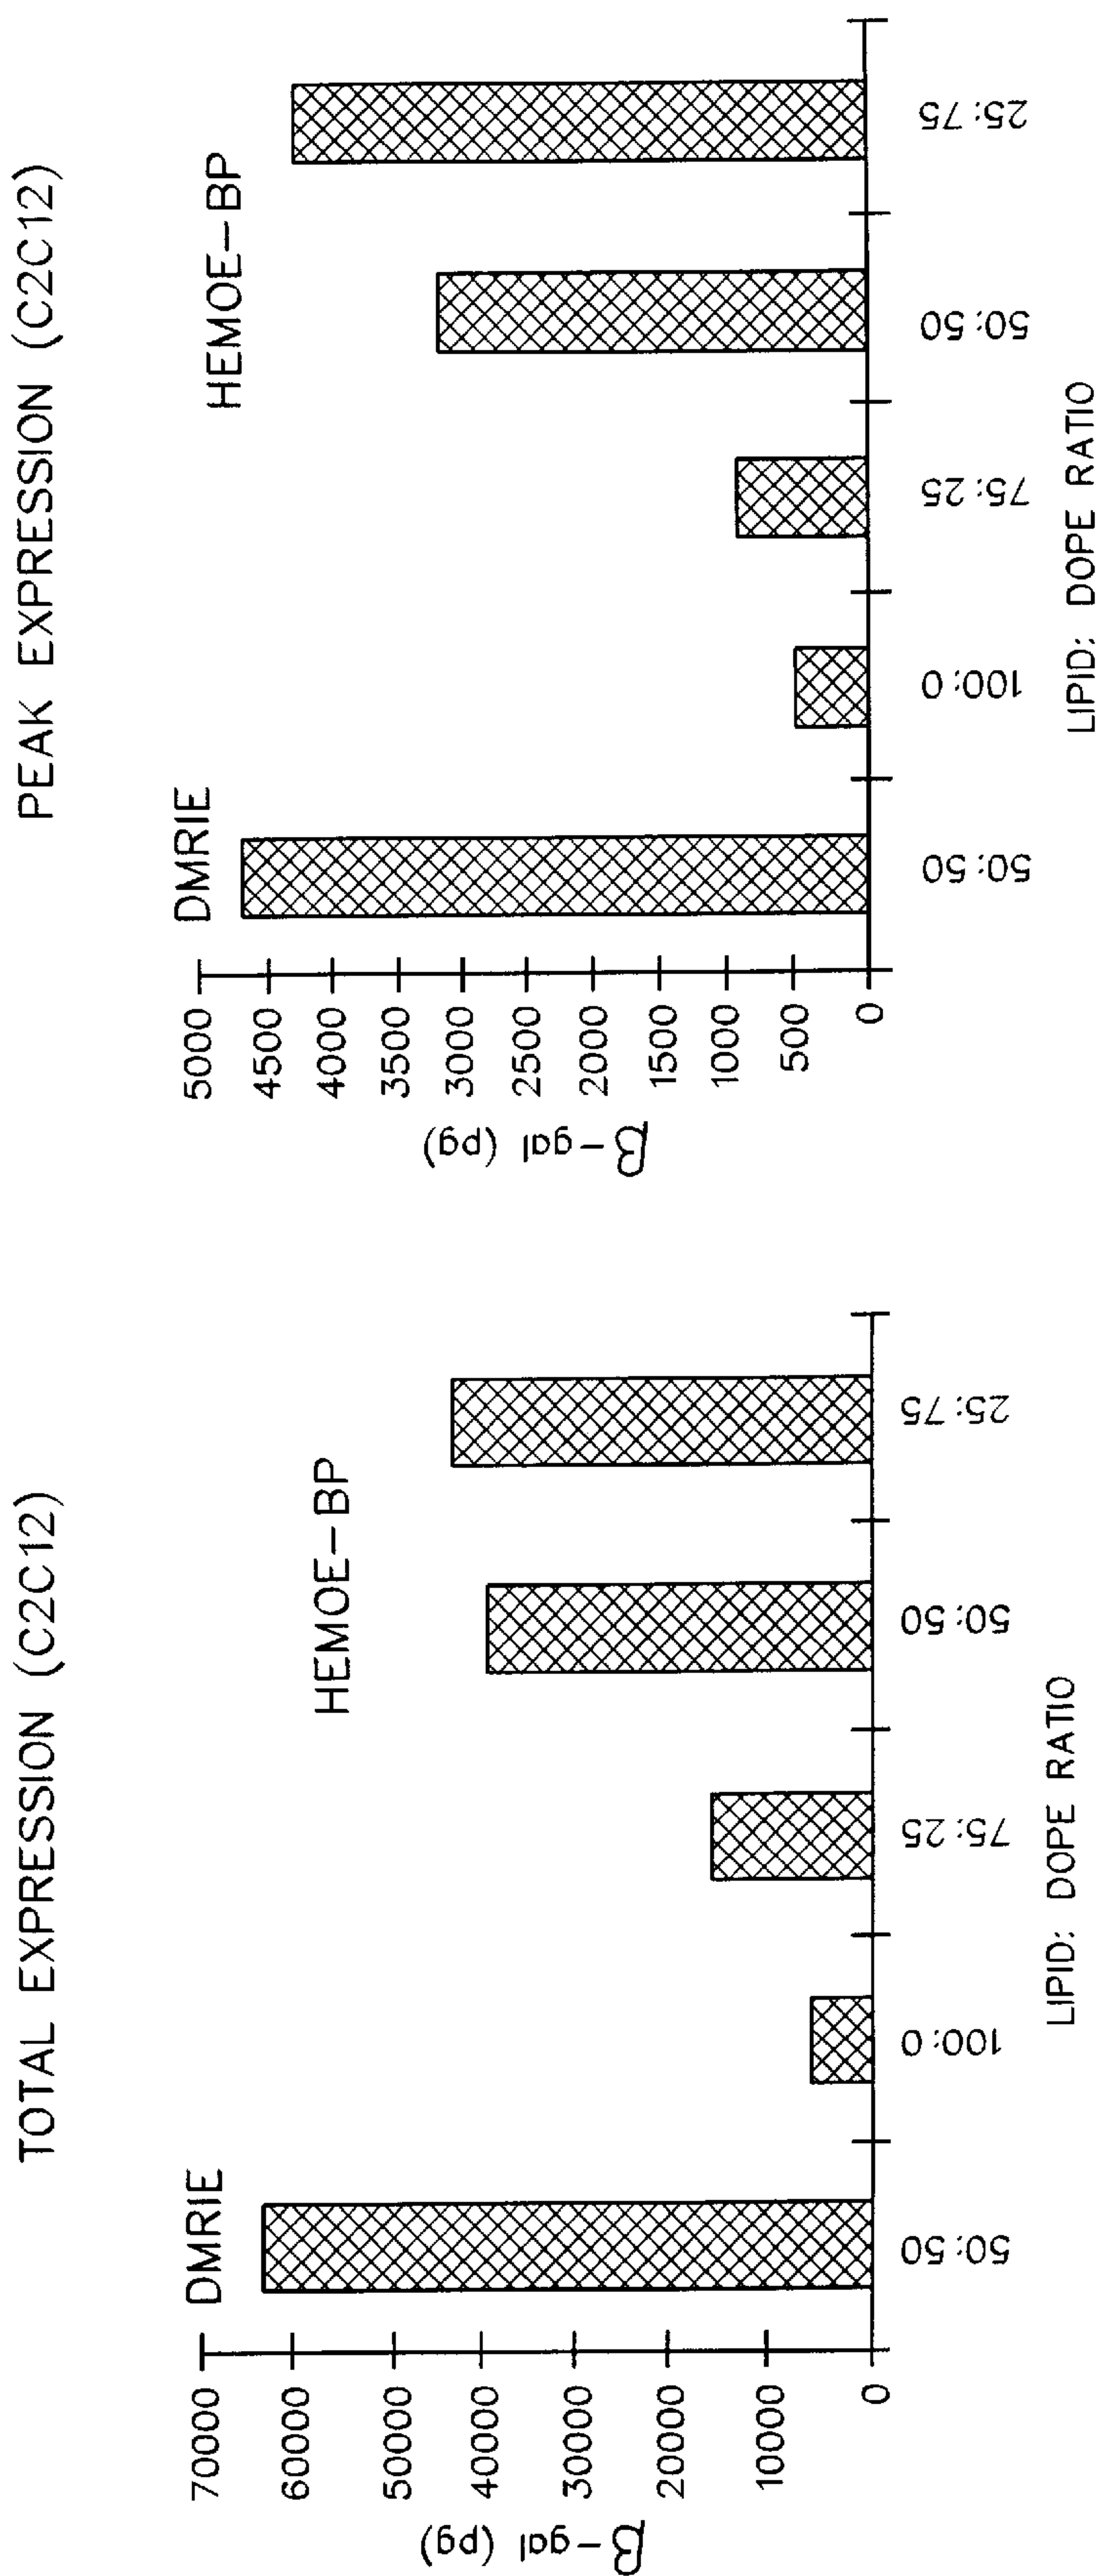 TOTAL EXPRESSION (C2C12)
DMRIE
HEMOE-BP
70000
60000
50000
40000
30000
20000
10000
0
β-gal (pg)
50:50
100:0
75:25
50:50
25:75
LIPID: DOPE RATIO
PEAK EXPRESSION (C2C12)
DMRIE
HEMOE-BP
5000
4500
4000
3500
3000
2500
2000
1500
1000
500
0
β-gal (pg)
50:50
100:0
75:25
50:50
25:75
LIPID: DOPE RATIO